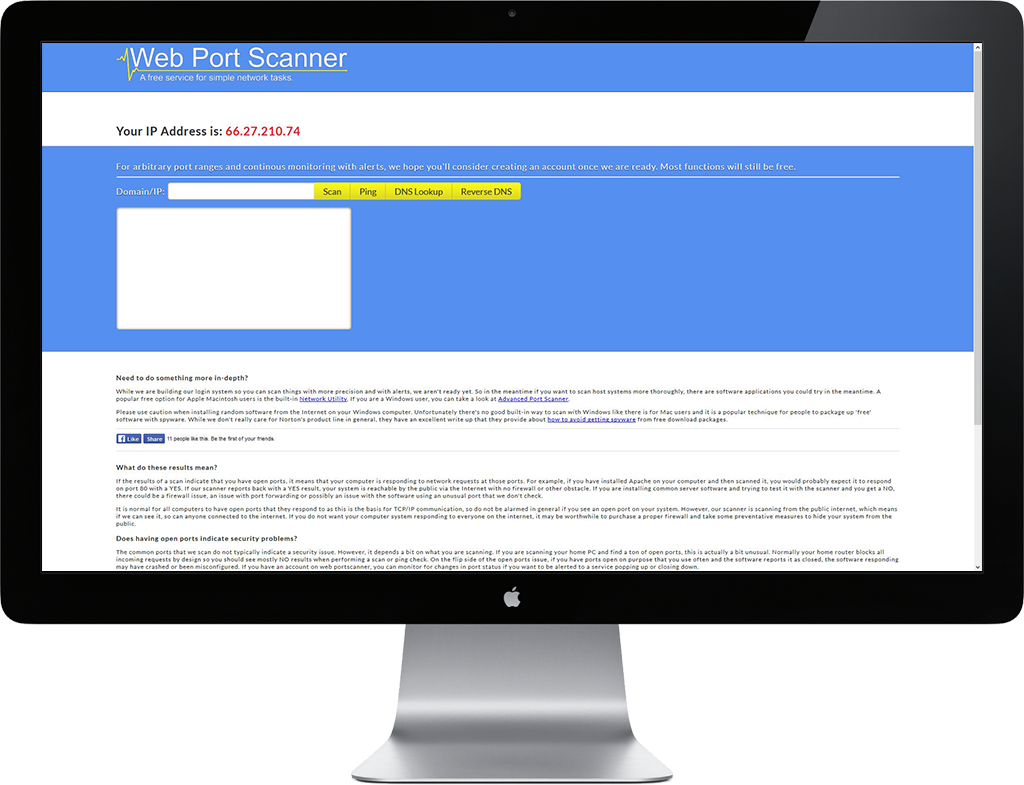 Web Port Scanner
A free service for simple network tasks.
Your IP Address is: 66.27.210.74
For arbitrary port ranges and continous monitoring with alerts, we hope you'll consider creating an account once we are ready. Most functions will still be free.
Domain/IP: Scan Ping DNS Lookup Reverse DNS
Need to do something more in-depth?
While we are building our login system so you can scan things with more precision and with alerts, we aren't ready yet. So in the meantime if you want to scan host systems more thoroughly, there are software applications you could try in the meantime. A
popular free option for Apple Macintosh users is the built-in Network Utility. If you are a Windows user, you can take a look at Advanced Port Scanner.
Please use caution when installing random software from the Internet on your Windows computer. Unfortunately there's no good built-in way to scan with Windows like there is for Mac users and it is a popular technique for people to package up 'free'
software with spyware. While we don't really care for Norton's product line in general, they have an excellent write up that they provide about how to avoid getting spyware from free download packages.
Like Share 11 people like this. Be the first of your friends.
What do these results mean?
If the results of a scan indicate that you have open ports, it means that your computer is responding to network requests at those ports. For example, if you have installed Apache on your computer and then scanned it, you would probably expect it to respond
on port 80 with a YES. If our scanner reports back with a YES result, your system is reachable by the public via the Internet with no firewall or other obstacle. If you are installing common server software and trying to test it with the scanner and you get a NO,
there could be a firewall issue, an issue with port forwarding or possibly an issue with the software using an unusual port that we don't check.
It is normal for all computers to have open ports that they respond to as this is the basis for TCP/IP communication, so do not be alarmed in general if you see an open port on your system. However, our scanner is scanning from the public internet, which means
if we can see it, so can anyone connected to the internet. If you do not want your computer system responding to everyone on the internet, it may be worthwhile to purchase a proper firewall and take some preventative measures to hide your system from the
public.
Does having open ports indicate security problems?
The common ports that we scan do not typically indicate a security issue. However, it depends a bit on what you are scanning. If you are scanning your home PC and find a ton of open ports, this is actually a bit unusual. Normally your home router blocks all
incoming requests by design so you should see mostly NO results when performing a scan or ping check. On the flip side of the open ports issue, if you have ports open on purpose that you use often and the software reports it as closed, the software responding
may have crashed or been misconfigured. If you have an account on web portscanner, you can monitor for changes in port status if you want to be alerted to a service popping up or closing down.